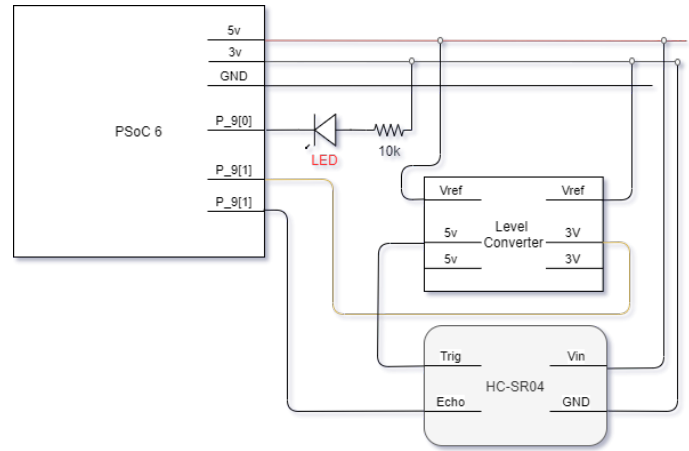 5v
3v
GND
PSoC 6
P_9[0]
LED
10k
P_9[1]
P_9[1]
Vref
Vref
Level
Converter
5v
3V
5v
3V
Trig
Vin
HC-SR04
Echo
GND